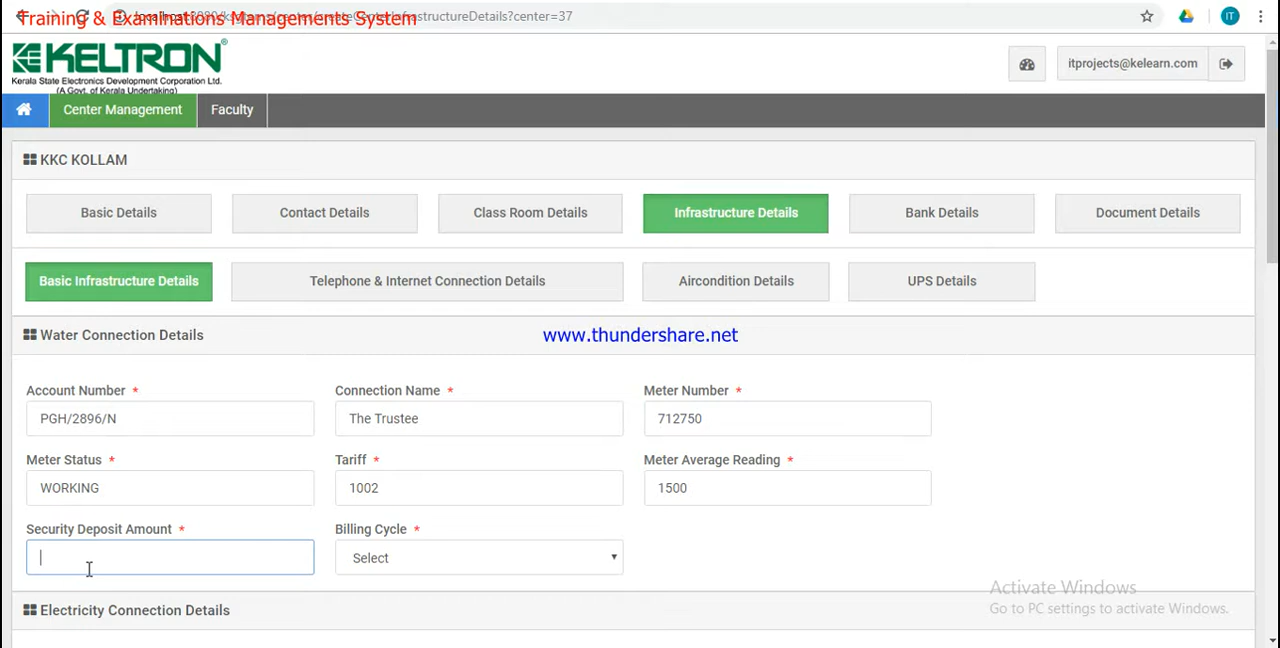 Training & Examinations Managements System
center=37
KELTRON®
Kerala State Electronics Development Corporation Ltd.
(A Govt. of Kerala Undertaking)
itprojects@kelearn.com
IT
Center Management
Faculty
KKC KOLLAM
Basic Details
Contact Details
Class Room Details
Infrastructure Details
Bank Details
Document Details
Basic Infrastructure Details
Telephone & Internet Connection Details
Aircondition Details
UPS Details
Water Connection Details
www.thundershare.net
Account Number *
Connection Name *
Meter Number *
PGH/2896/N
The Trustee
712750
Meter Status *
Tariff *
Meter Average Reading *
WORKING
1002
1500
Security Deposit Amount *
Billing Cycle *
Select
Activate Windows
Go to PC settings to activate Windows.
Electricity Connection Details